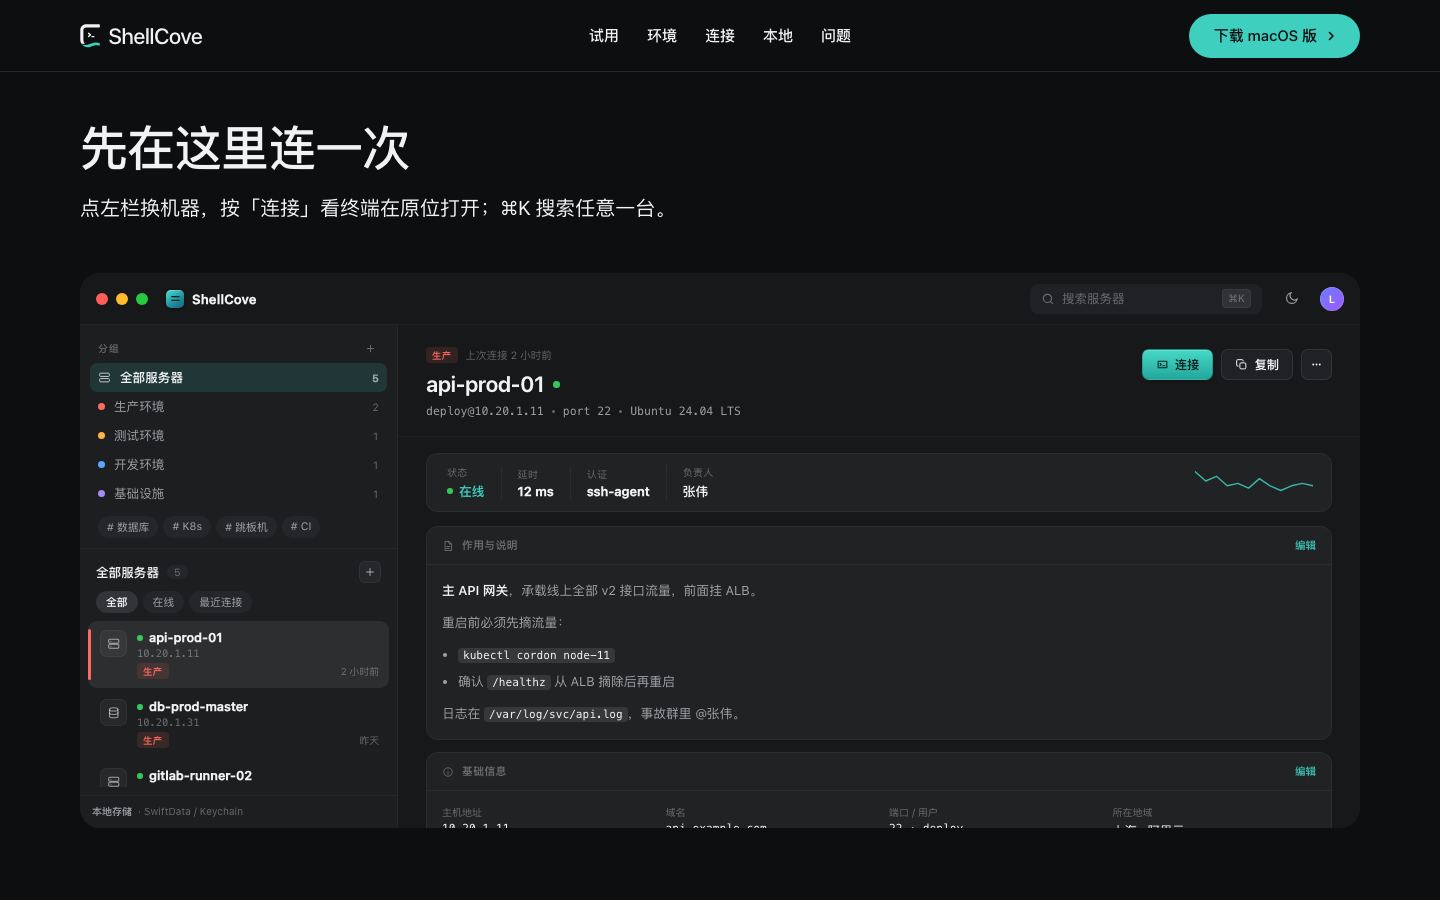 ShellCove
试用 环境 连接 本地 问题
下载 macOS 版
先在这里连一次
点左栏换机器，按「连接」看终端在原位打开；⌘K 搜索任意一台。
ShellCove
搜索服务器 ⌘K
L
分组
全部服务器 5
生产环境 2
测试环境 1
开发环境 1
基础设施 1
# 数据库 # K8s # 跳板机 # CI
全部服务器 5
全部 在线 最近连接
api-prod-01
10.20.1.11
生产 2 小时前
db-prod-master
10.20.1.31
生产 昨天
gitlab-runner-02
本地存储 · SwiftData / Keychain
生产 上次连接 2 小时前
api-prod-01
deploy@10.20.1.11 • port 22 • Ubuntu 24.04 LTS
连接 复制
状态 延时 认证 负责人
在线 12 ms ssh-agent 张伟
作用与说明 编辑
主 API 网关，承载线上全部 v2 接口流量，前面挂 ALB。
重启前必须先摘流量：
• kubectl cordon node-11
• 确认 /healthz 从 ALB 摘除后再重启
日志在 /var/log/svc/api.log，事故群里 @张伟。
基础信息 编辑
主机地址 域名 端口 / 用户 所在地域
10.20.1.11 api.example.com 22 · deploy